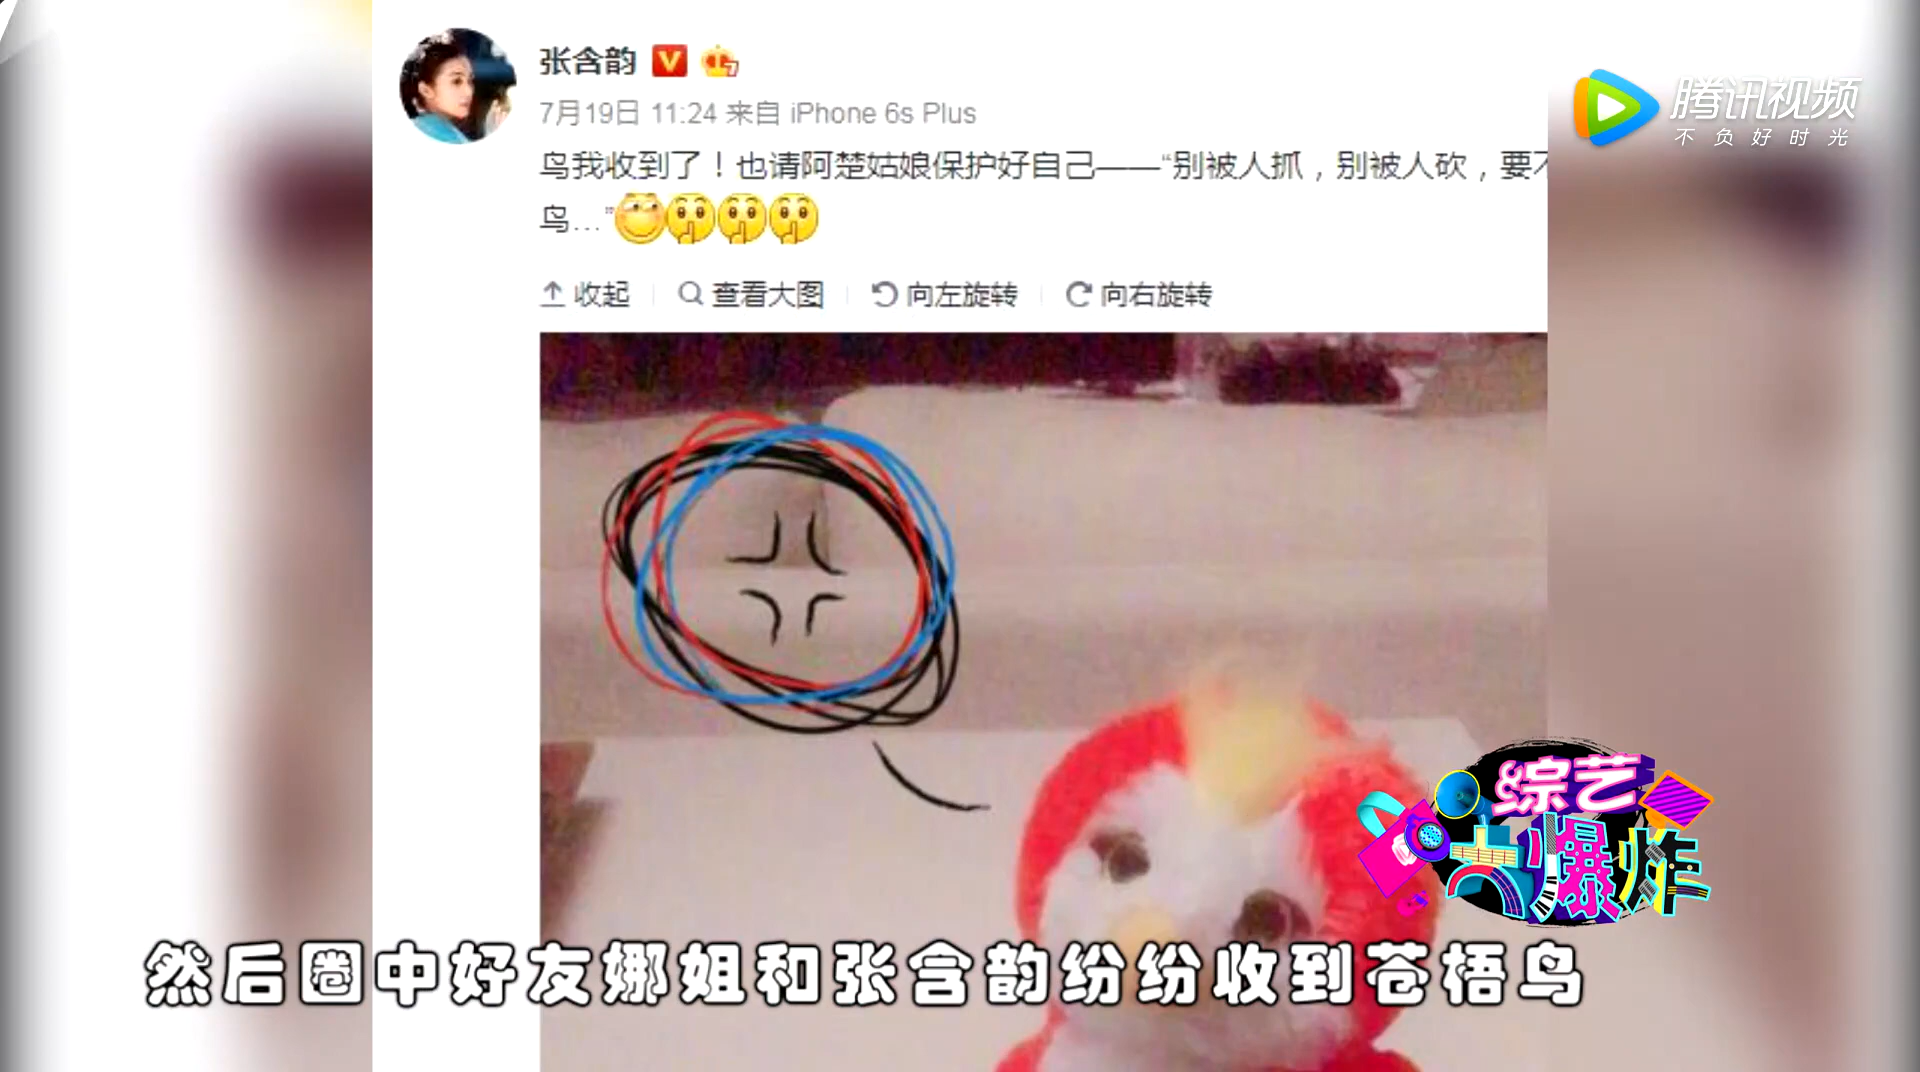 张含韵
7月19日 11:24 来自 iPhone 6s Plus
鸟我收到了！也请阿楚姑娘保护好自己——“别被人抓，别被人砍，要不
鸟…”
收起 查看大图 向左旋转 向右旋转
腾讯视频
不负好时光
综艺
大爆炸
然后圈中好友娜姐和张含韵纷纷收到苍梧鸟